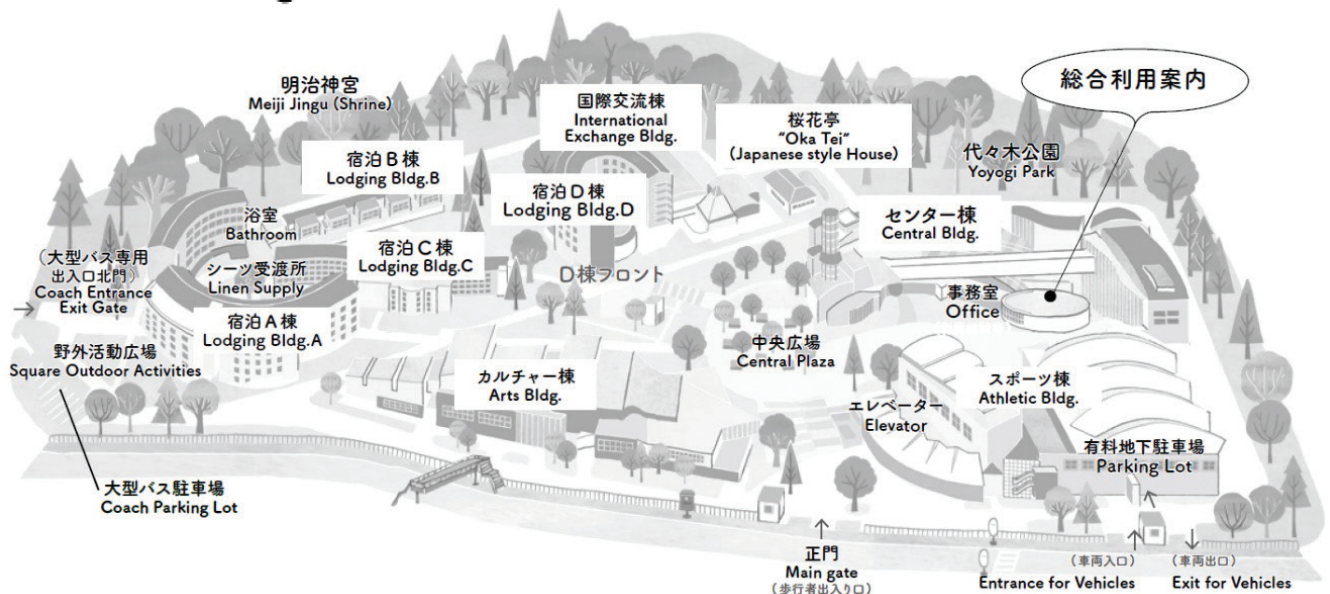 総合利用案内
明治神宮
Meiji Jingu (Shrine)
国際交流棟
International
Exchange Bldg.
桜花亭
"Oka Tei"
(Japanese style House)
代々木公園
Yoyogi Park
宿泊B棟
Lodging Bldg.B
宿泊D棟
Lodging Bldg.D
センター棟
Central Bldg.
浴室
Bathroom
宿泊C棟
Lodging Bldg.C
(大型バス専用
出入口北門)
Coach Entrance
Exit Gate
シーツ受渡所
Linen Supply
D棟フロント
事務室
Office
宿泊A棟
Lodging Bldg.A
野外活動広場
Square Outdoor Activities
中央広場
Central Plaza
カルチャー棟
Arts Bldg.
スポーツ棟
Athletic Bldg.
エレベーター
Elevator
有料地下駐車場
Parking Lot
大型バス駐車場
Coach Parking Lot
正門
Main gate
(歩行者出入り口)
(車両入口)
Entrance for Vehicles
(車両出口)
Exit for Vehicles